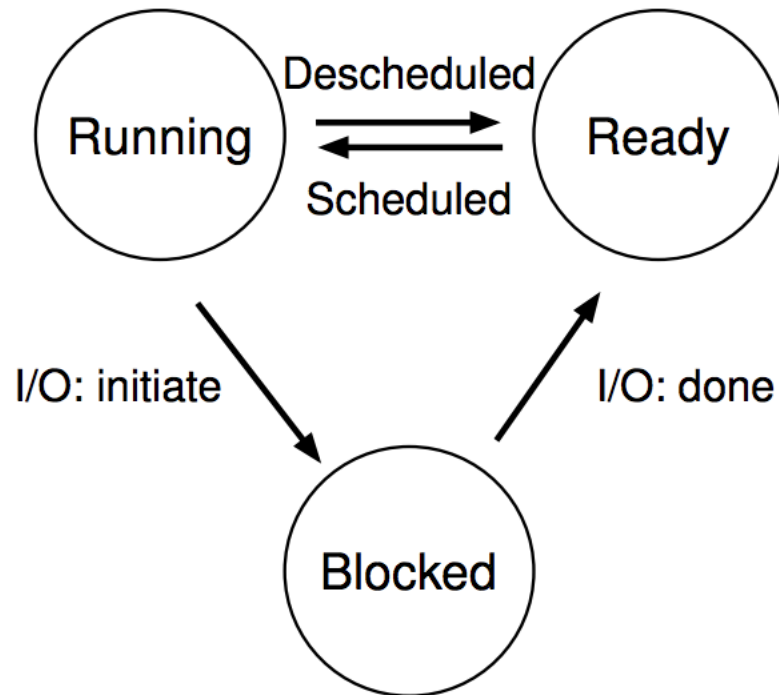 Descheduled
Running
Ready
Scheduled
I/O: initiate
I/O: done
Blocked